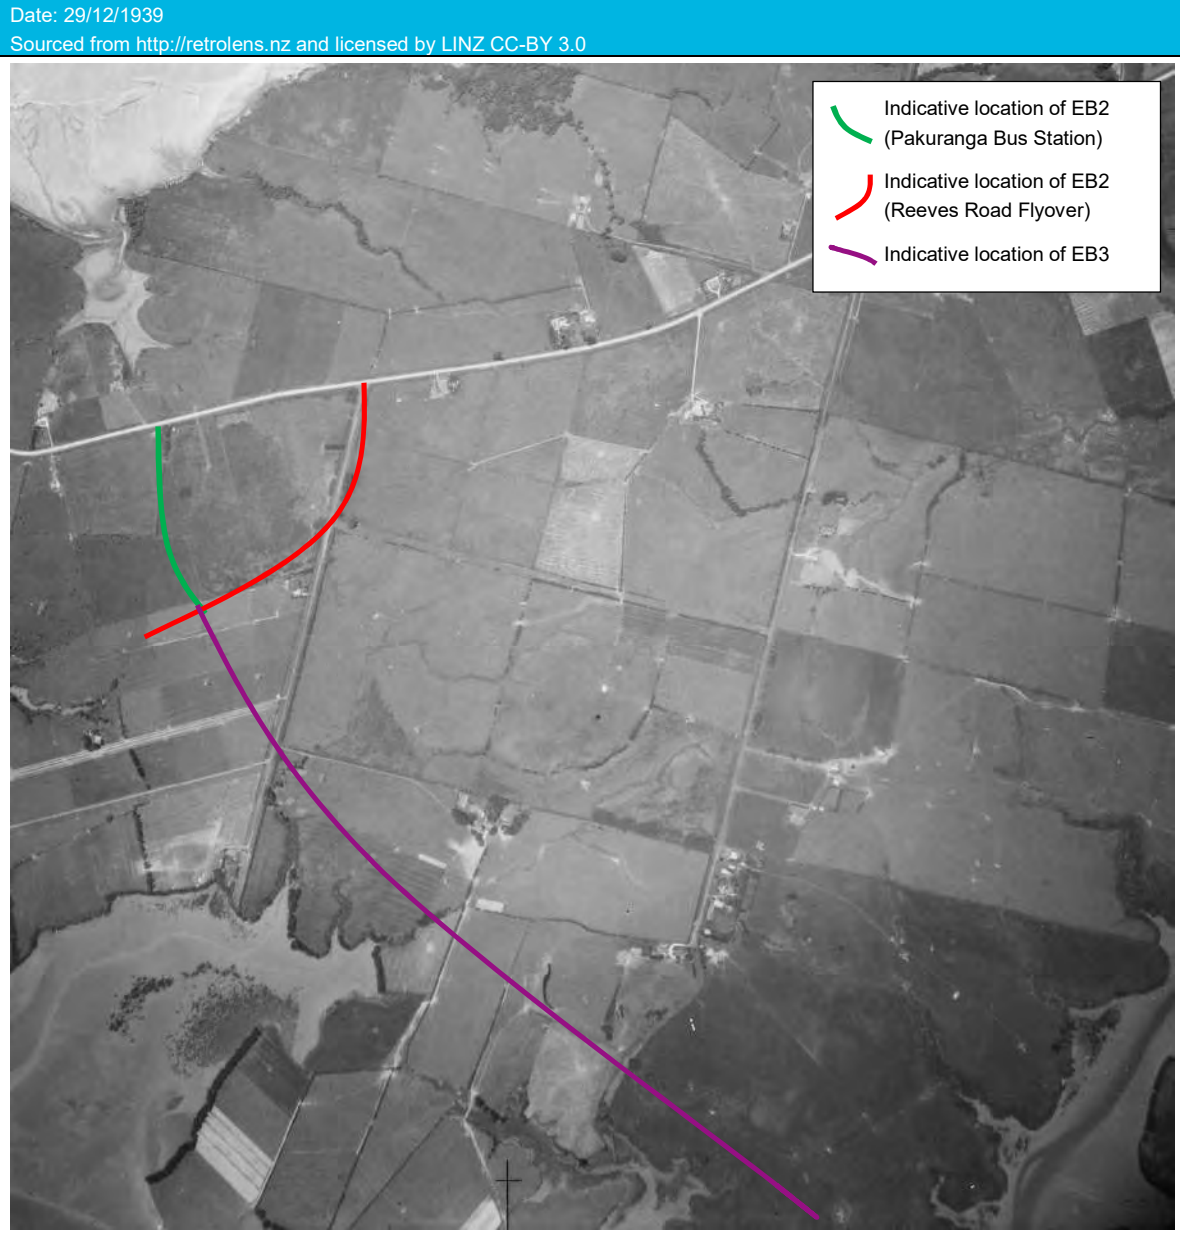 Date: 29/12/1939
Sourced from http://retrolens.nz and licensed by LINZ CC-BY 3.0
Indicative location of EB2
(Pakuranga Bus Station)
Indicative location of EB2
(Reeves Road Flyover)
Indicative location of EB3